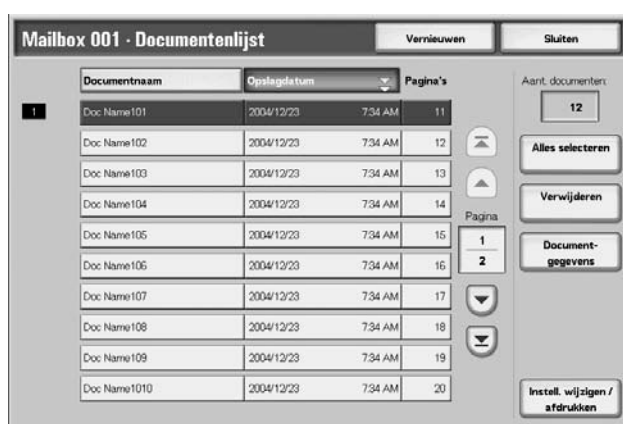 Mailbox 001 · Documentenlijst
Vernieuwen
Sluiten
Documentnaam
Opslagdatum
Pagina's
Aant. documenten:
12
1
Doc Name101 2004/12/23 7:34 AM 11
Doc Name102 2004/12/23 7:34 AM 12
Doc Name103 2004/12/23 7:34 AM 13
Doc Name104 2004/12/23 7:34 AM 14
Doc Name105 2004/12/23 7:34 AM 15
Doc Name106 2004/12/23 7:34 AM 16
Doc Name107 2004/12/23 7:34 AM 17
Doc Name108 2004/12/23 7:34 AM 18
Doc Name109 2004/12/23 7:34 AM 19
Doc Name1010 2004/12/23 7:34 AM 20
Pagina
1
2
Alles selecteren
Verwijderen
Document-
gegevens
Instell. wijzigen /
afdrukken